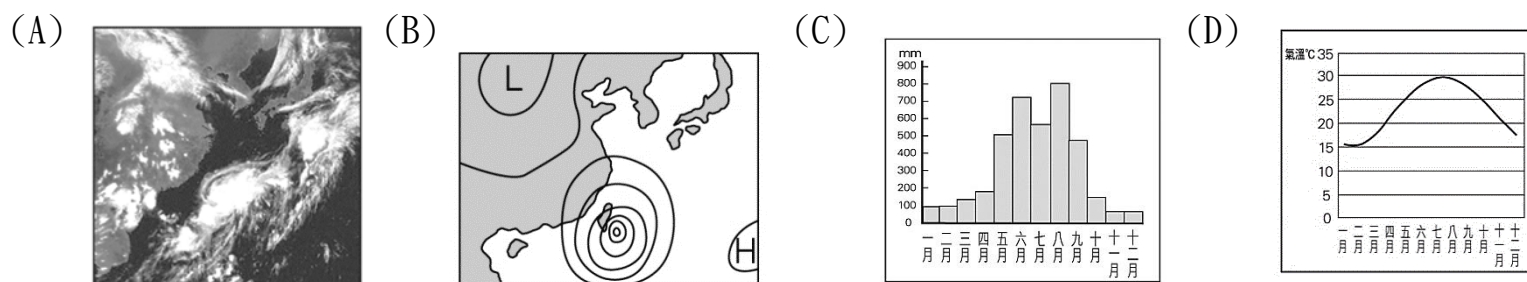 (A)
(B)
L
H
(C)
mm
900
800
700
600
500
400
300
200
100
0
一月
二月
三月
四月
五月
六月
七月
八月
九月
十月
十一月
十二月
(D)
氣溫℃
35
30
25
20
15
10
5
0
一月
二月
三月
四月
五月
六月
七月
八月
九月
十月
十一月
十二月